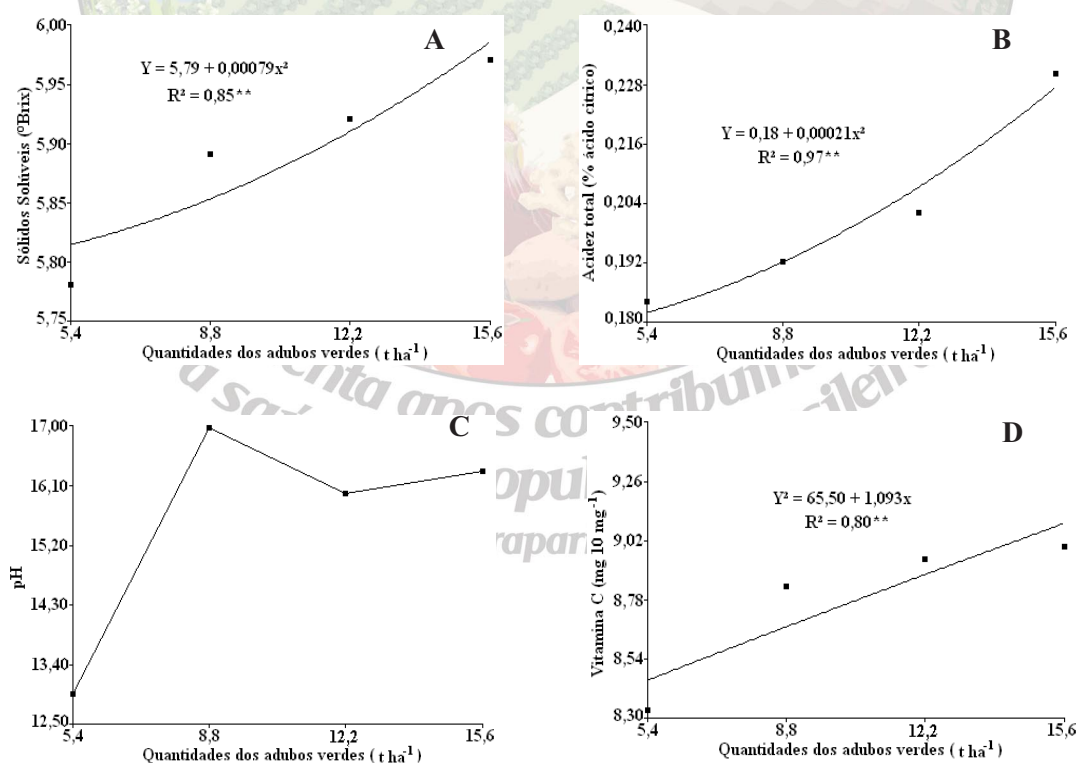 A
6,00
5,95
5,90
5,85
5,80
5,75
Sólidos Solúveis (ºBrix)
Y = 5,79 + 0,00079x²
R² = 0,85**
5,4 8,8 12,2 15,6
Quantidades dos adubos verdes ( t ha⁻¹ )
B
0,240
0,228
0,216
0,204
0,192
0,180
Acidez total (% ácido cítrico)
Y = 0,18 + 0,00021x²
R² = 0,97**
5,4 8,8 12,2 15,6
Quantidades dos adubos verdes ( t ha⁻¹ )
enta anos contribuin
C
17,00
16,10
15,20
14,30
13,40
12,50
pH
5,4 8,8 12,2 15,6
Quantidades dos adubos verdes ( t ha⁻¹ )
D
9,50
9,26
9,02
8,78
8,54
8,30
Vitamina C (mg 10 mg⁻¹)
Y² = 65,50 + 1,093x
R² = 0,80**
5,4 8,8 12,2 15,6
Quantidades dos adubos verdes ( t ha⁻¹ )